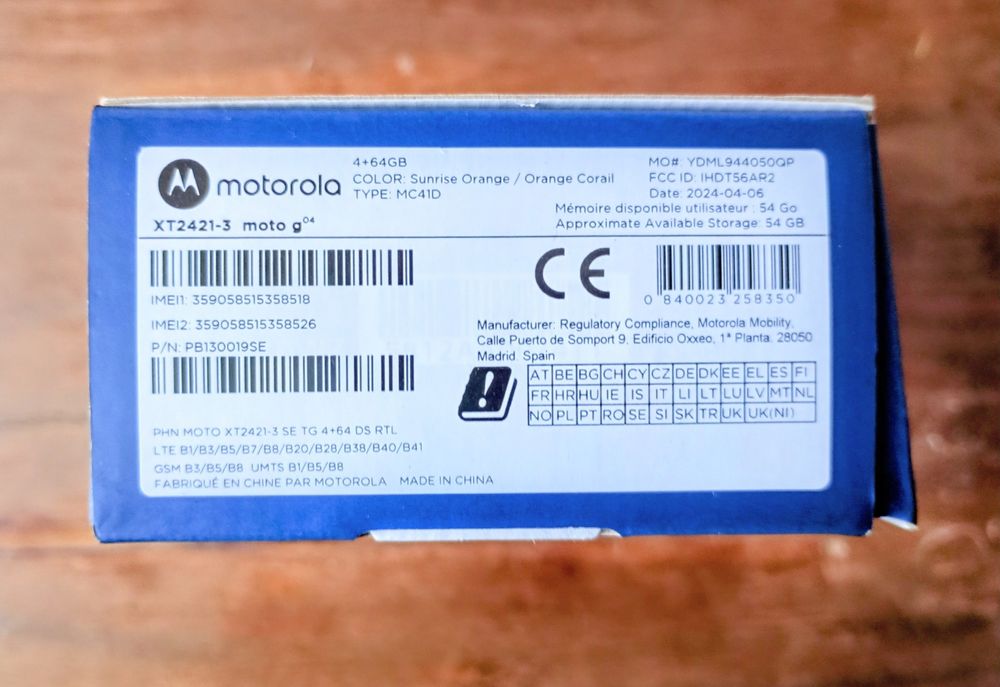 motorola
4+64GB
COLOR: Sunrise Orange / Orange Corail
TYPE: MC41D
MO#: YDML944050QP
FCC ID: IHDT56AR2
Date: 2024-04-06
Mémoire disponible utilisateur : 54 Go
Approximate Available Storage: 54 GB
XT2421-3 moto g04
IMEI1: 359058515358518
IMEI2: 359058515358526
P/N: PB130019SE
CE
0 840023 258350
Manufacturer: Regulatory Compliance, Motorola Mobility,
Calle Puerto de Somport 9, Edificio Oxxeo, 1ª Planta. 28050
Madrid. Spain
AT BE BG CH CY CZ DE DK EE EL ES FI
FR HR HU IE IS IT LI LT LU LV MT NL
NO PL PT RO SE SI SK TR UK UK(NI)
PHN MOTO XT2421-3 SE TG 4+64 DS RTL
LTE B1/B3/B5/B7/B8/B20/B28/B38/B40/B41
GSM B3/B5/B8 UMTS B1/B5/B8
FABRIQUÉ EN CHINE PAR MOTOROLA MADE IN CHINA